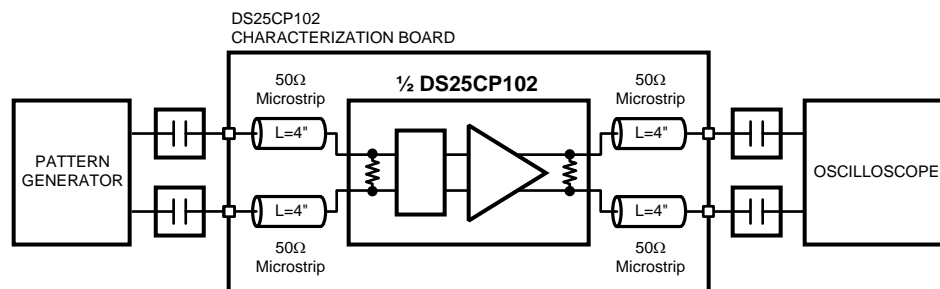 DS25CP102
CHARACTERIZATION BOARD
50Ω
Microstrip
½ DS25CP102
50Ω
Microstrip
L=4"
L=4"
PATTERN
GENERATOR
OSCILLOSCOPE
L=4"
L=4"
50Ω
Microstrip
50Ω
Microstrip